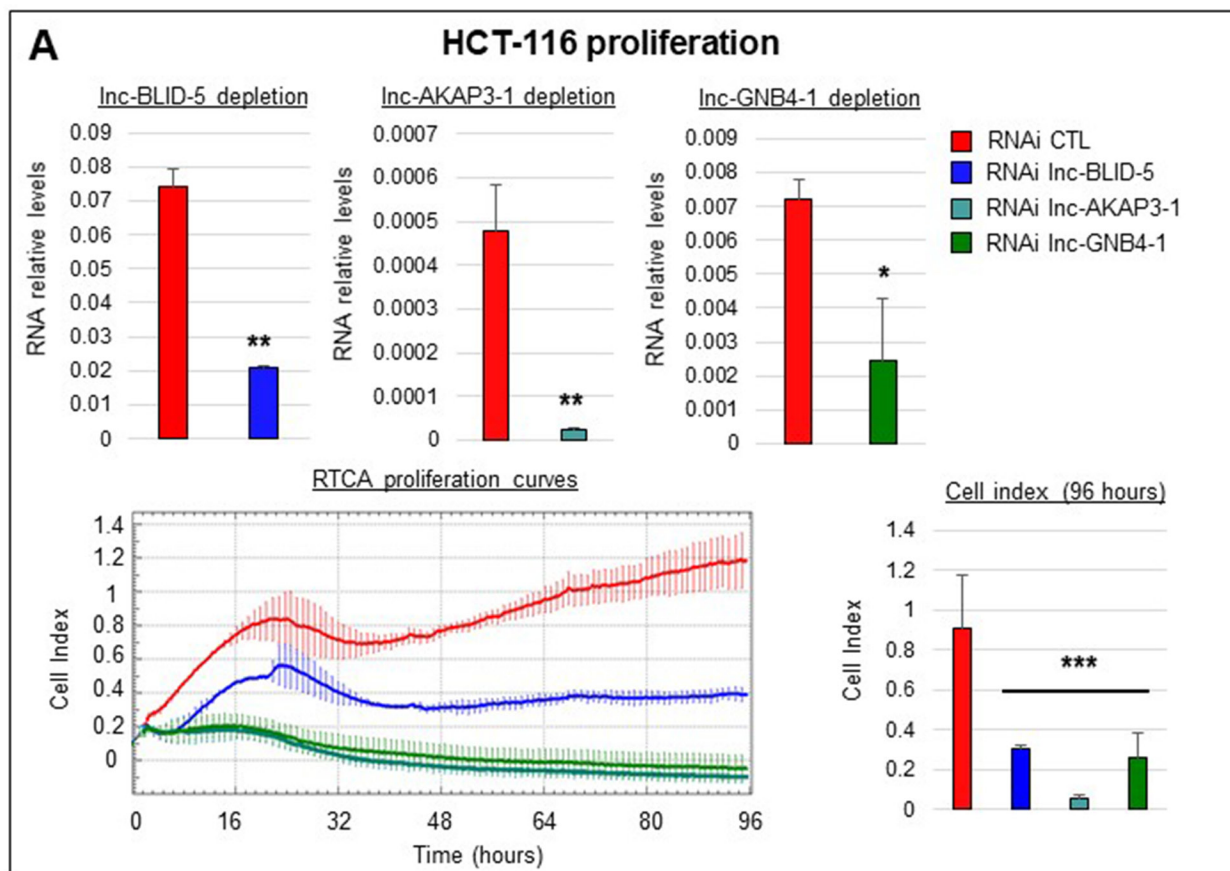 A
HCT-116 proliferation
lnc-BLID-5 depletion
RNA relative levels
0.09
0.08
0.07
0.06
0.05
0.04
0.03
0.02
0.01
0
**
lnc-AKAP3-1 depletion
RNA relative levels
0.0007
0.0006
0.0005
0.0004
0.0003
0.0002
0.0001
0
**
lnc-GNB4-1 depletion
RNA relative levels
0.009
0.008
0.007
0.006
0.005
0.004
0.003
0.002
0.001
0
*
RNAi CTL
RNAi lnc-BLID-5
RNAi lnc-AKAP3-1
RNAi lnc-GNB4-1
RTCA proliferation curves
Cell Index
1.4
1.2
1
0.8
0.6
0.4
0.2
0
0 16 32 48 64 80 96
Time (hours)
Cell index (96 hours)
Cell Index
1.4
1.2
1
0.8
0.6
0.4
0.2
0
***